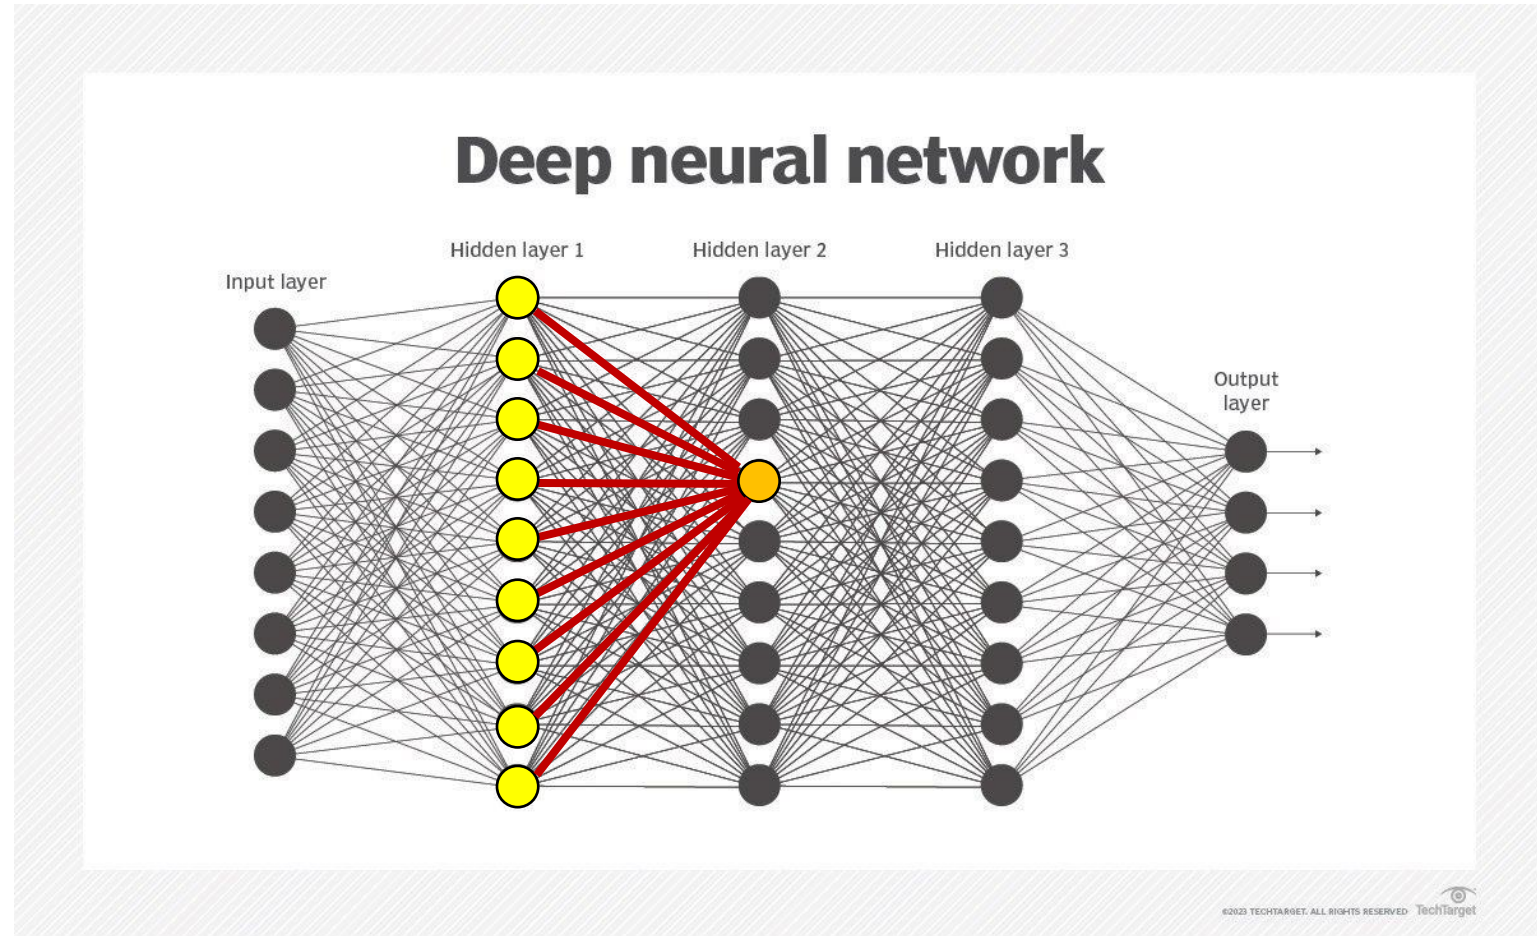 Deep neural network
Hidden layer 1
Hidden layer 2
Hidden layer 3
Input layer
Output
layer
©2023 TECHTARGET. ALL RIGHTS RESERVED TechTarget